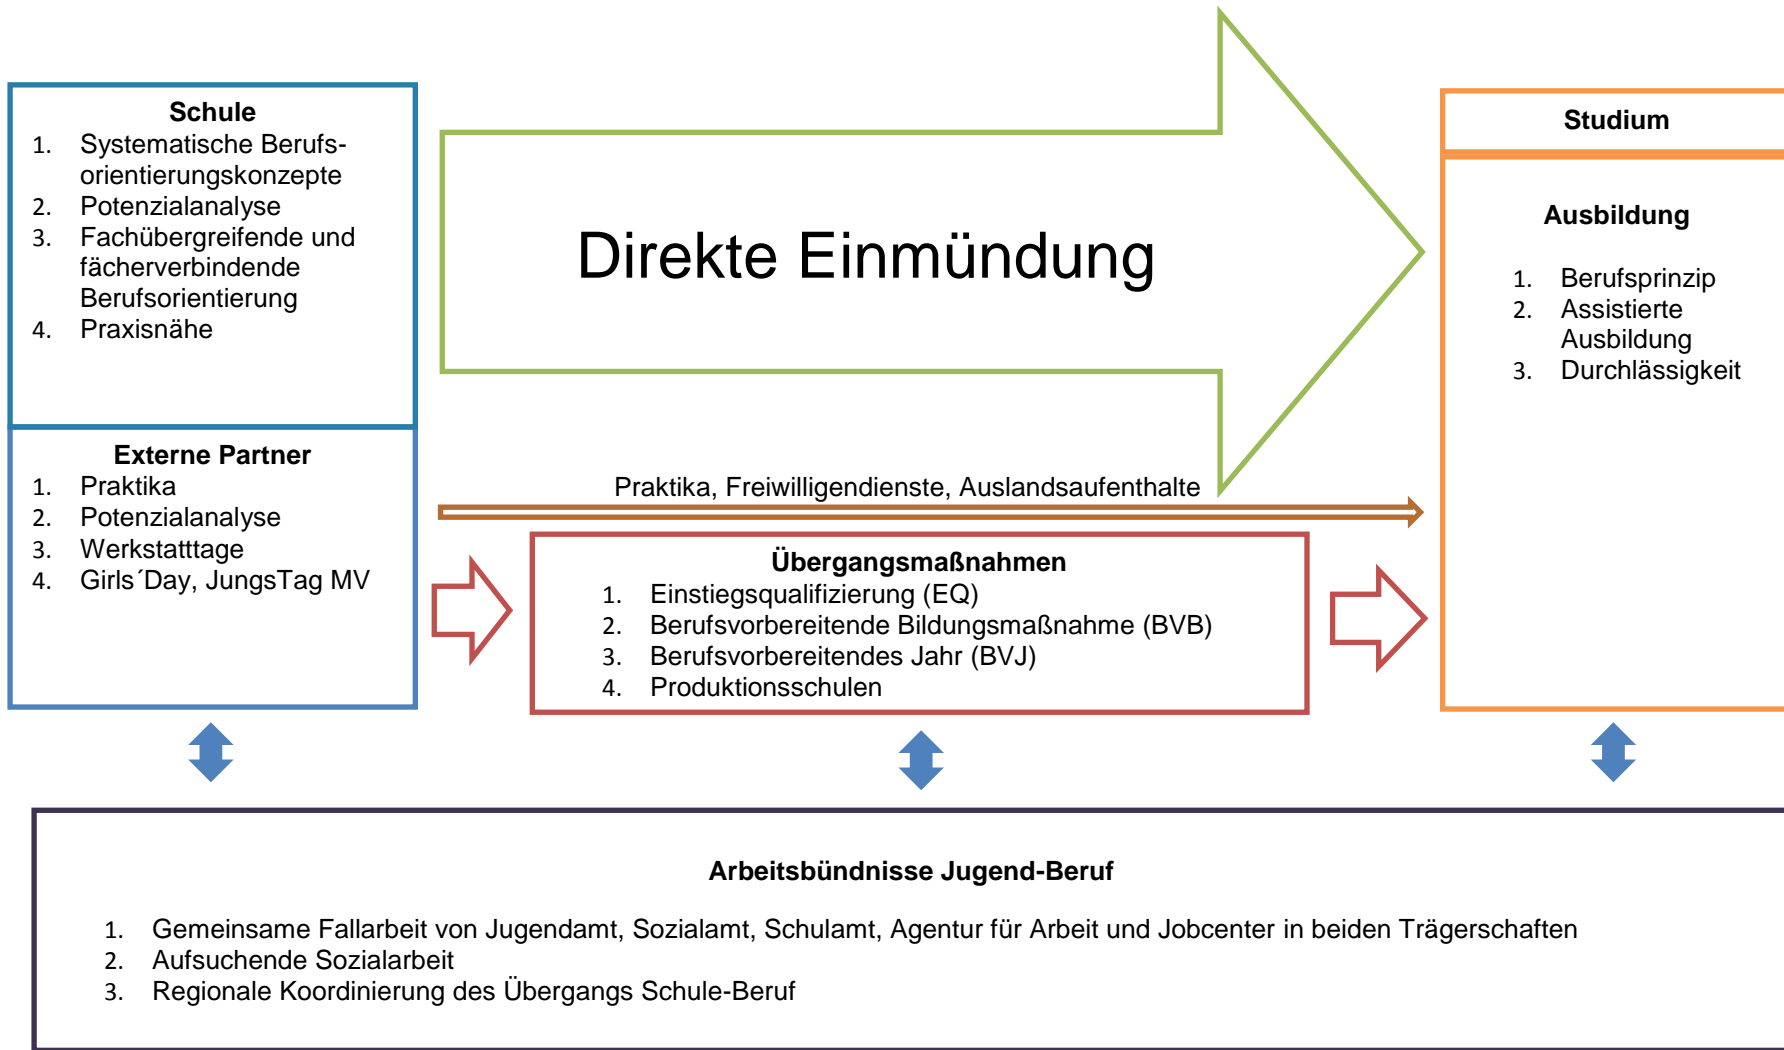 Schule
1. Systematische Berufs-
orientierungskonzepte
2. Potenzialanalyse
3. Fachübergreifende und
fächerverbindende
Berufsorientierung
4. Praxisnähe
Externe Partner
1. Praktika
2. Potenzialanalyse
3. Werkstatttage
4. Girls´Day, JungsTag MV
Direkte Einmündung
Praktika, Freiwilligendienste, Auslandsaufenthalte
Übergangsmaßnahmen
1. Einstiegsqualifizierung (EQ)
2. Berufsvorbereitende Bildungsmaßnahme (BVB)
3. Berufsvorbereitendes Jahr (BVJ)
4. Produktionsschulen
Studium
Ausbildung
1. Berufsprinzip
2. Assistierte
Ausbildung
3. Durchlässigkeit
Arbeitsbündnisse Jugend-Beruf
1. Gemeinsame Fallarbeit von Jugendamt, Sozialamt, Schulamt, Agentur für Arbeit und Jobcenter in beiden Trägerschaften
2. Aufsuchende Sozialarbeit
3. Regionale Koordinierung des Übergangs Schule-Beruf